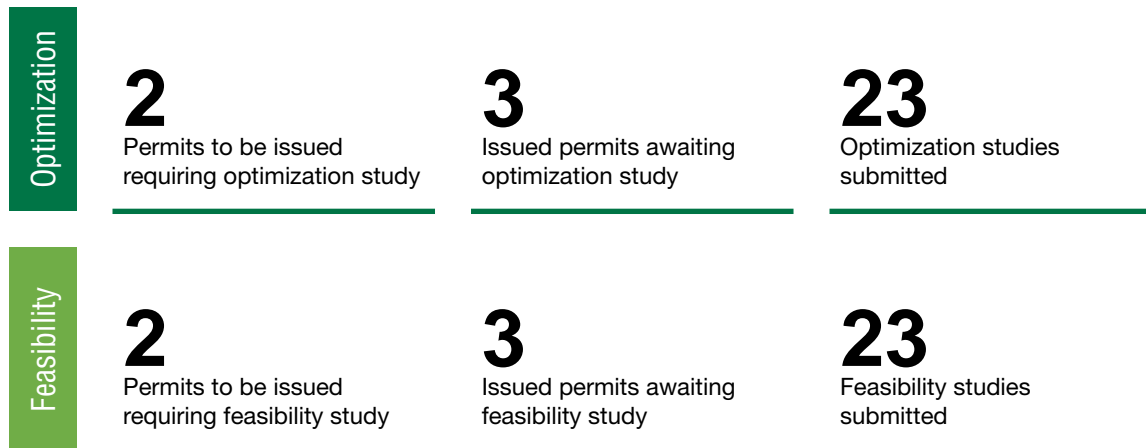 Optimization
2
Permits to be issued
requiring optimization study
3
Issued permits awaiting
optimization study
23
Optimization studies
submitted
Feasibility
2
Permits to be issued
requiring feasibility study
3
Issued permits awaiting
feasibility study
23
Feasibility studies
submitted